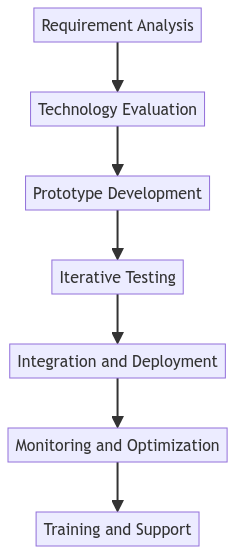 Requirement Analysis
Technology Evaluation
Prototype Development
Iterative Testing
Integration and Deployment
Monitoring and Optimization
Training and Support